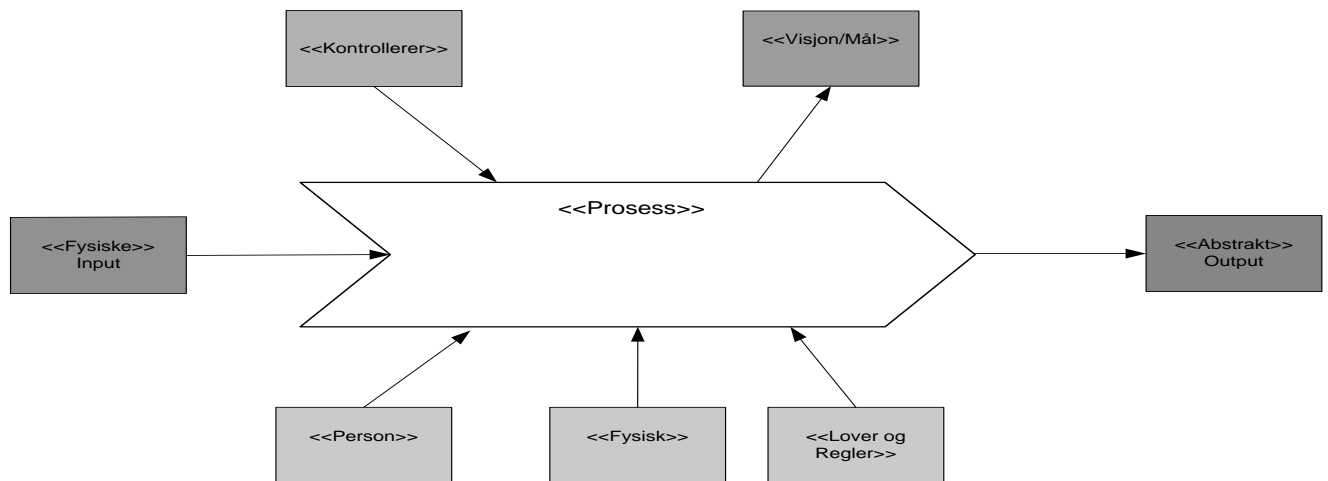 <<Kontrollerer>>
<<Visjon/Mål>>
<<Prosess>>
<<Fysiske>>
Input
<<Abstrakt>>
Output
<<Person>>
<<Fysisk>>
<<Lover og
Regler>>